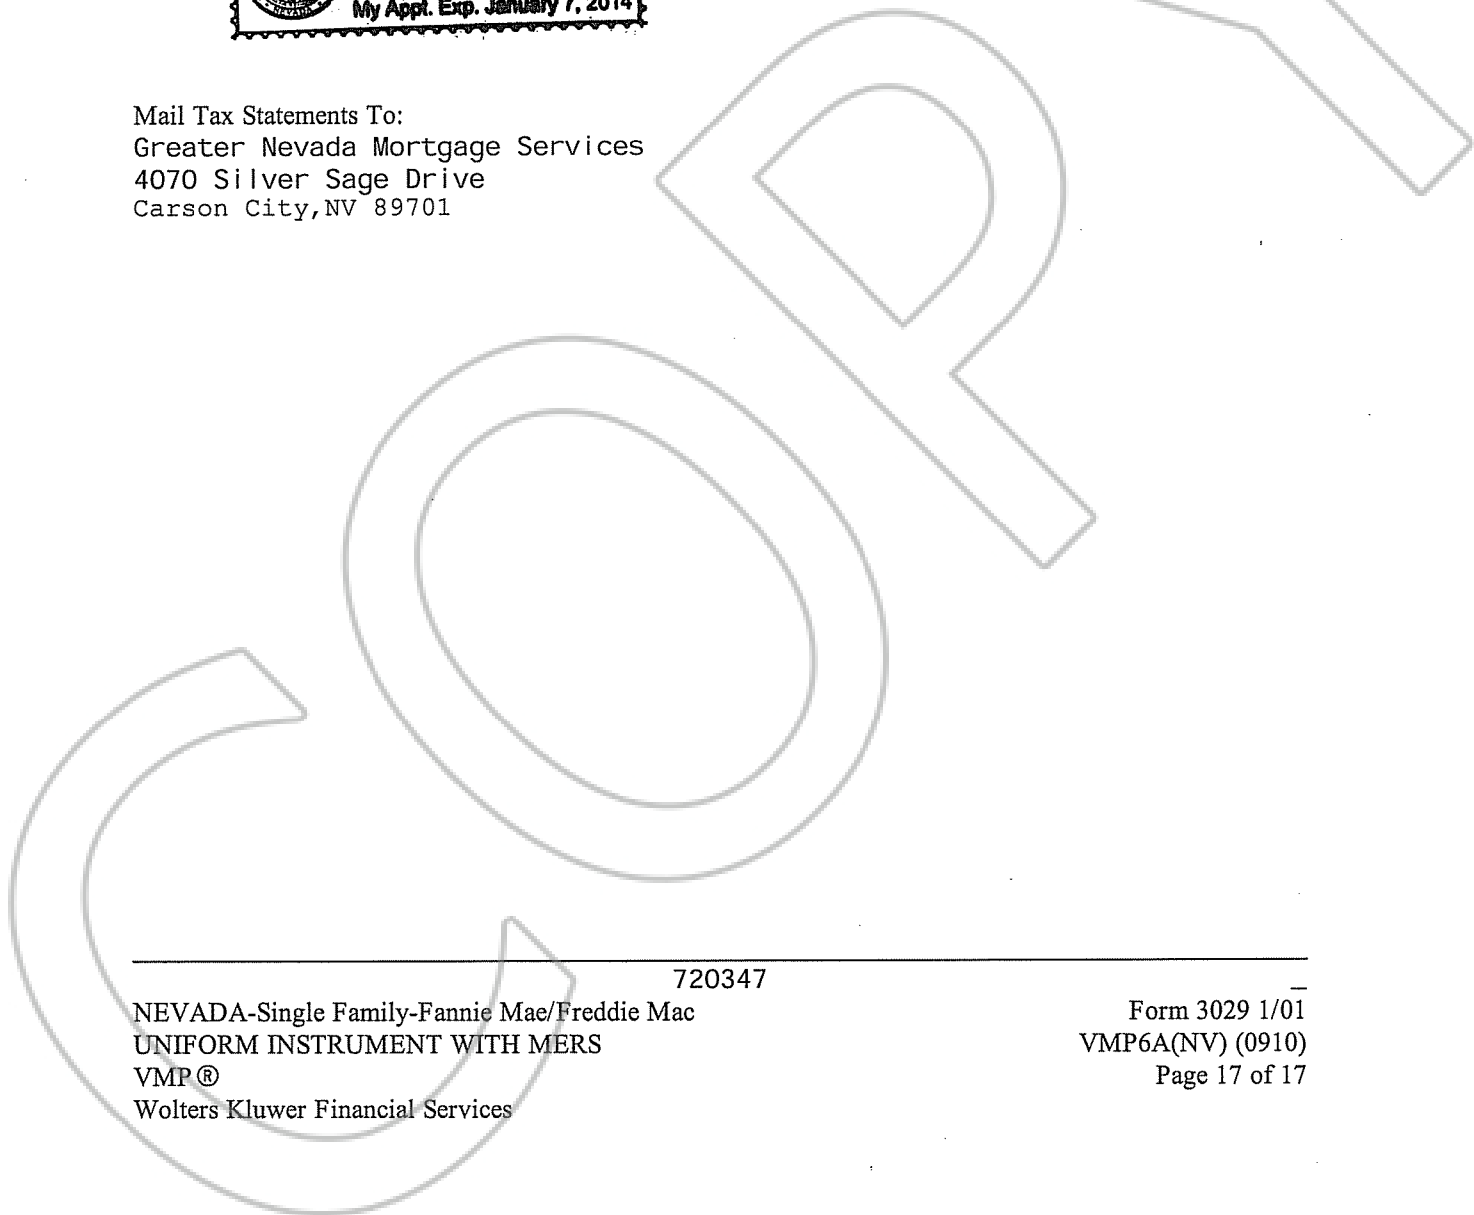 NEVADA
My Appt. Exp. January 7, 2014
Mail Tax Statements To:
Greater Nevada Mortgage Services
4070 Silver Sage Drive
Carson City,NV 89701
COPY
720347
NEVADA-Single Family-Fannie Mae/Freddie Mac
Form 3029 1/01
UNIFORM INSTRUMENT WITH MERS
VMP6A(NV) (0910)
VMP ®
Page 17 of 17
Wolters Kluwer Financial Services